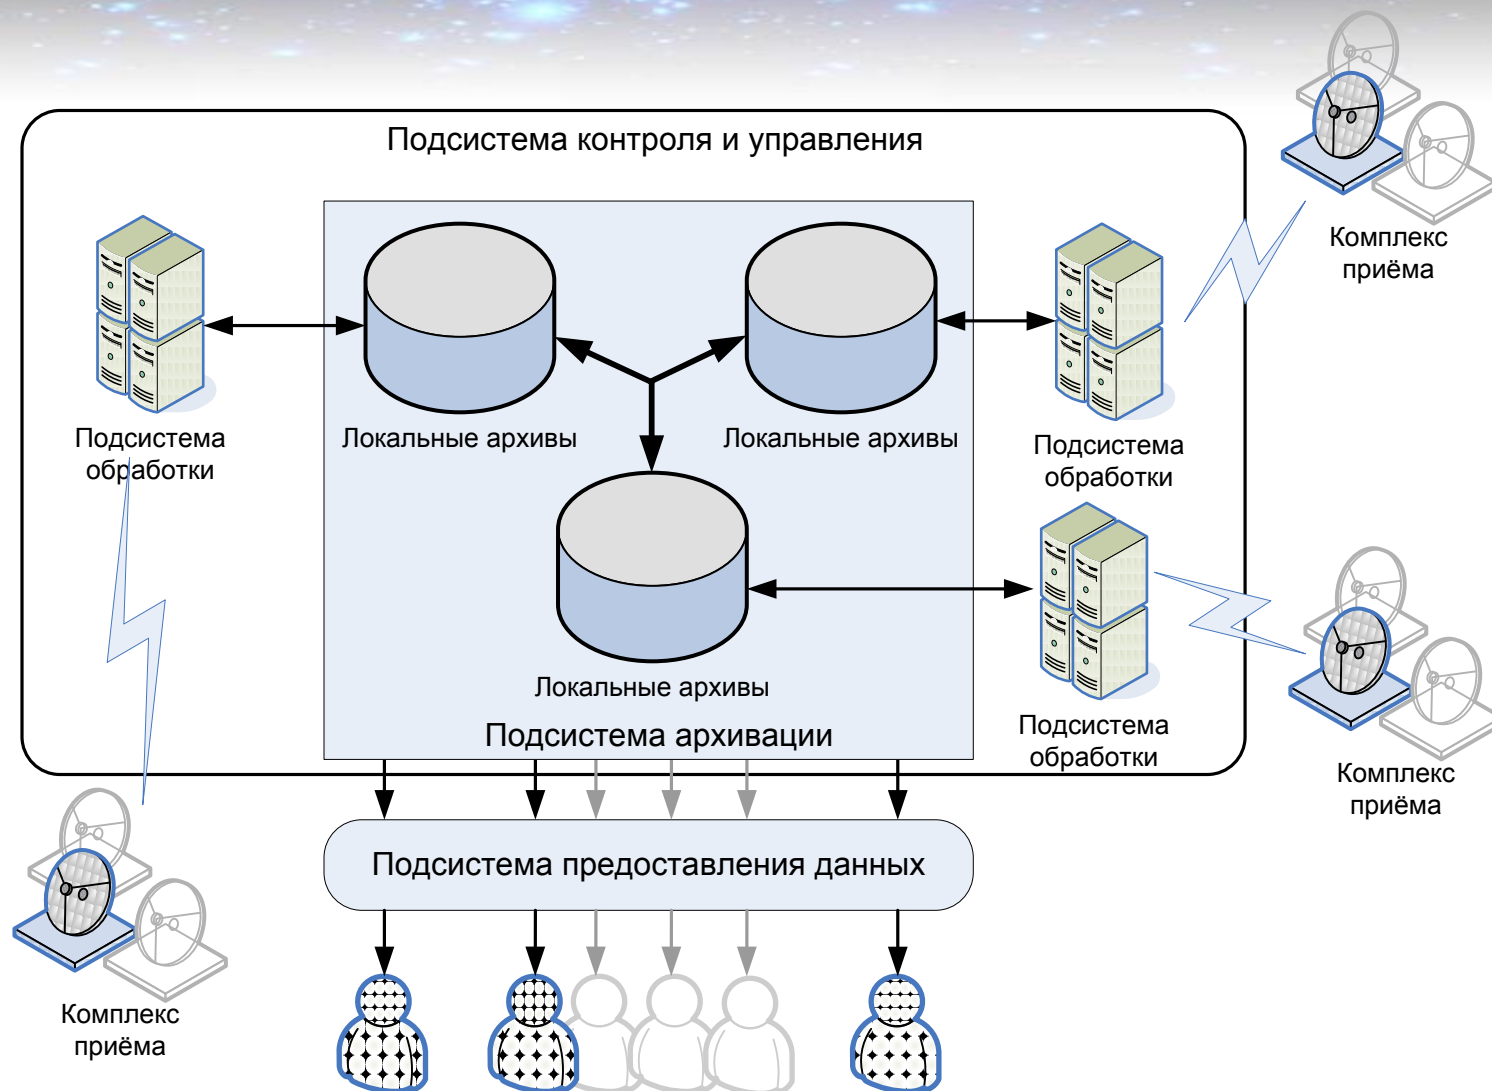 Подсистема контроля и управления
Комплекс
приёма
Подсистема
обработки
Локальные архивы
Локальные архивы
Подсистема
обработки
Локальные архивы
Подсистема архивации
Подсистема
обработки
Комплекс
приёма
Подсистема предоставления данных
Комплекс
приёма